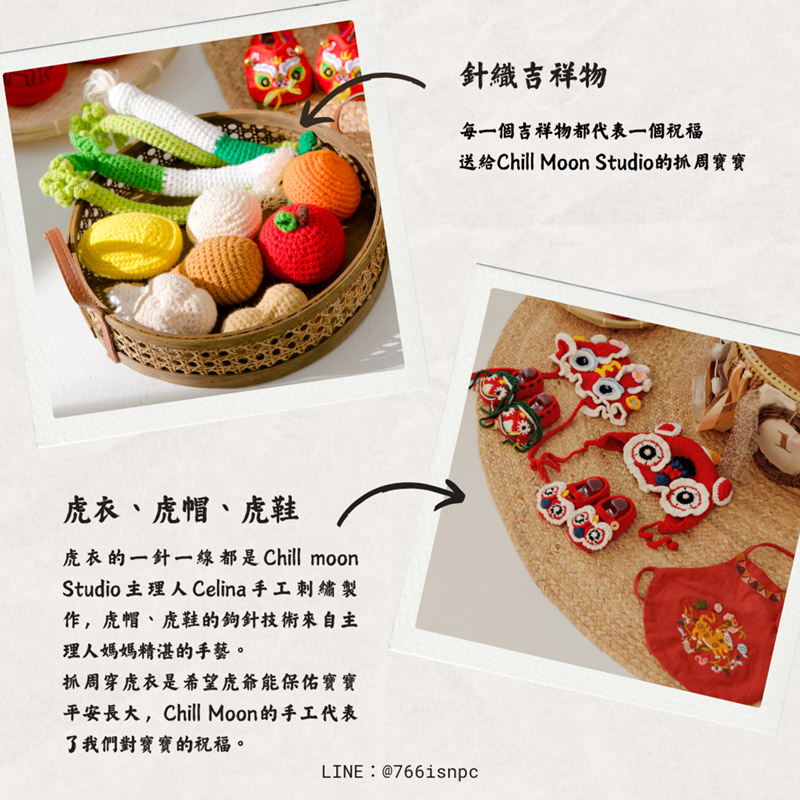 針織吉祥物
每一個吉祥物都代表一個祝福
送給Chill Moon Studio的抓周寶寶
虎衣、虎帽、虎鞋
虎衣的一針一線都是Chill moon
Studio主理人Celina手工刺繡製
作，虎帽、虎鞋的鉤針技術來自主
理人媽媽精湛的手藝。
抓周穿虎衣是希望虎爺能保佑寶寶
平安長大，Chill Moon的手工代表
了我們對寶寶的祝福。
LINE：@766isnpc
1